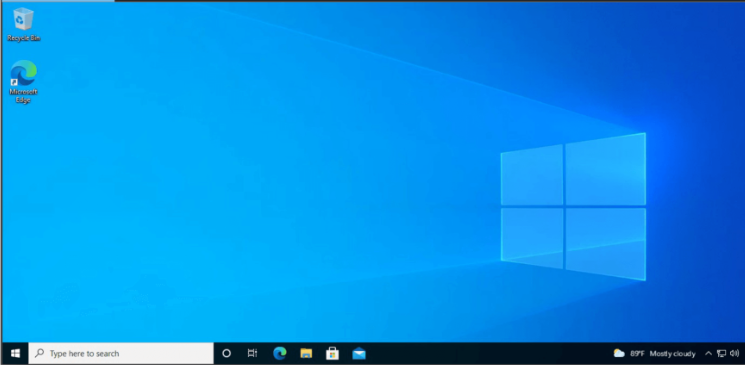 Recycle Bin
Microsoft
Edge
Type here to search
89°F Mostly cloudy